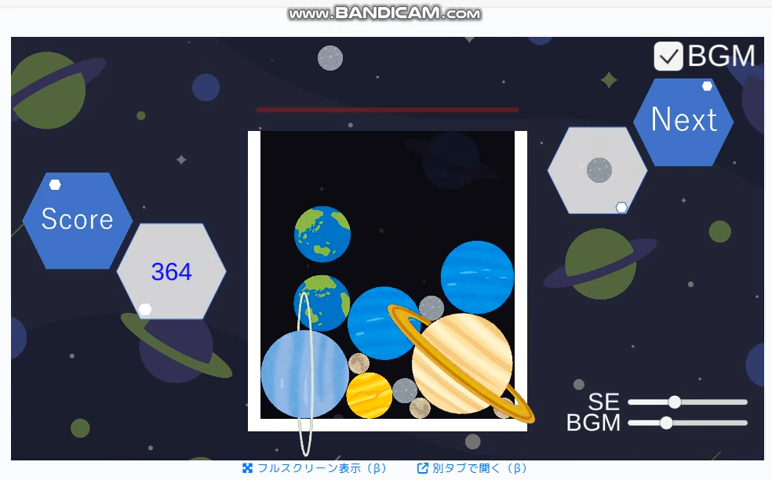 www.BANDICAM.com
BGM
Next
Score
364
SE
BGM
フルスクリーン表示（β） 別タブで開く（β）